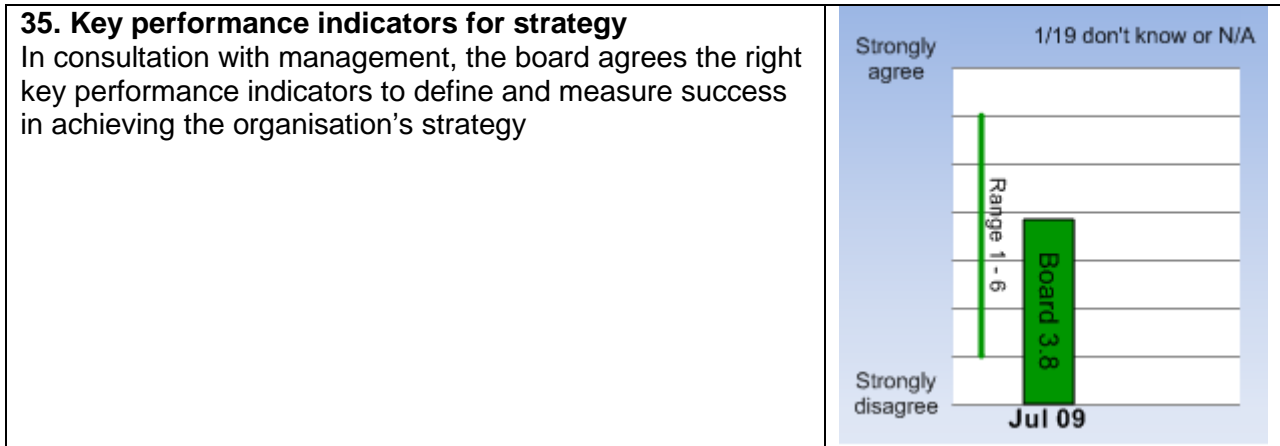 35. Key performance indicators for strategy
In consultation with management, the board agrees the right
key performance indicators to define and measure success
in achieving the organisation’s strategy
1/19 don't know or N/A
Strongly
agree
Range 1 - 6
Board 3.8
Strongly
disagree
Jul 09